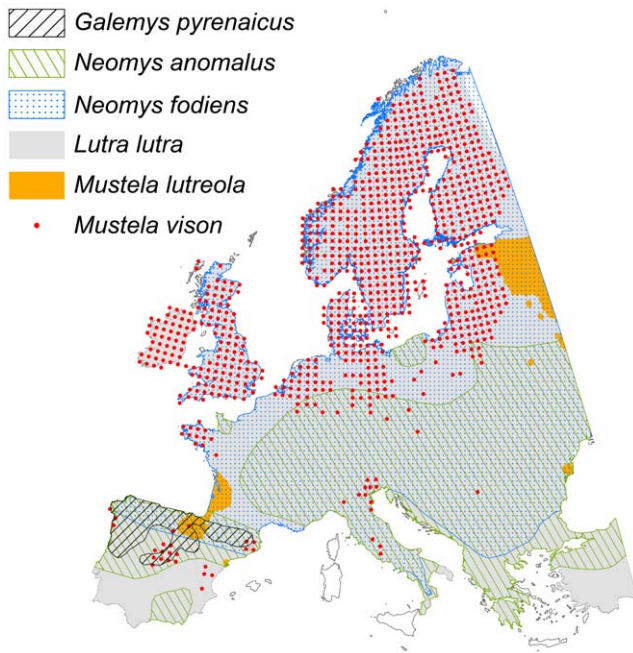 Galemys pyrenaicus
Neomys anomalus
Neomys fodiens
Lutra lutra
Mustela lutreola
Mustela vison